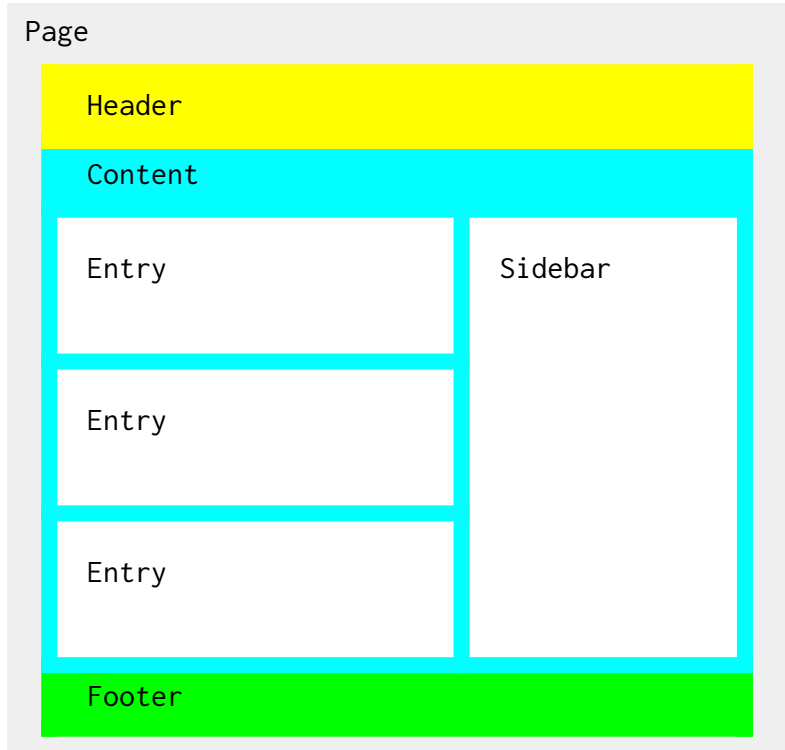 Page
Header
Content
Entry
Sidebar
Entry
Entry
Footer